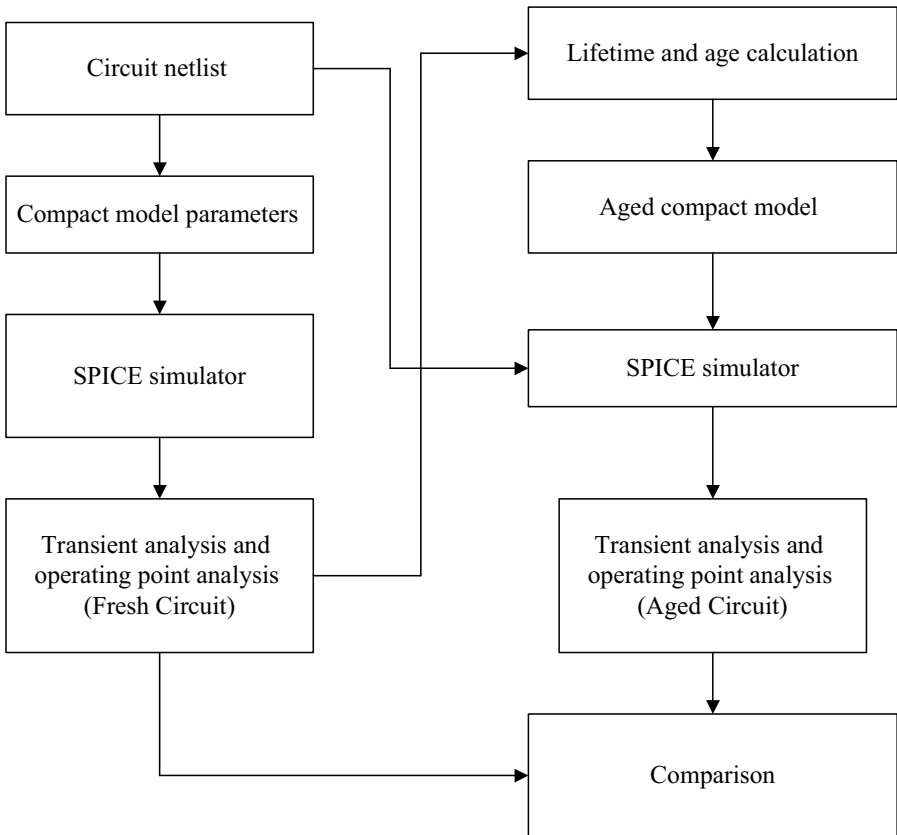 Circuit netlist
Compact model parameters
SPICE simulator
Transient analysis and
operating point analysis
(Fresh Circuit)
Lifetime and age calculation
Aged compact model
SPICE simulator
Transient analysis and
operating point analysis
(Aged Circuit)
Comparison